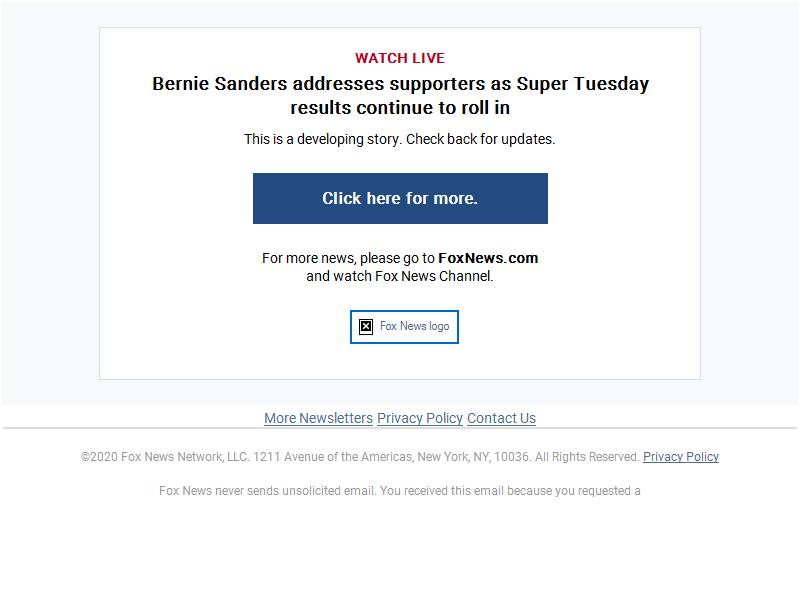 WATCH LIVE
Bernie Sanders addresses supporters as Super Tuesday
results continue to roll in
This is a developing story. Check back for updates.
Click here for more.
For more news, please go to FoxNews.com
and watch Fox News Channel.
Fox News logo
More Newsletters Privacy Policy Contact Us
©2020 Fox News Network, LLC. 1211 Avenue of the Americas, New York, NY, 10036. All Rights Reserved. Privacy Policy
Fox News never sends unsolicited email. You received this email because you requested a